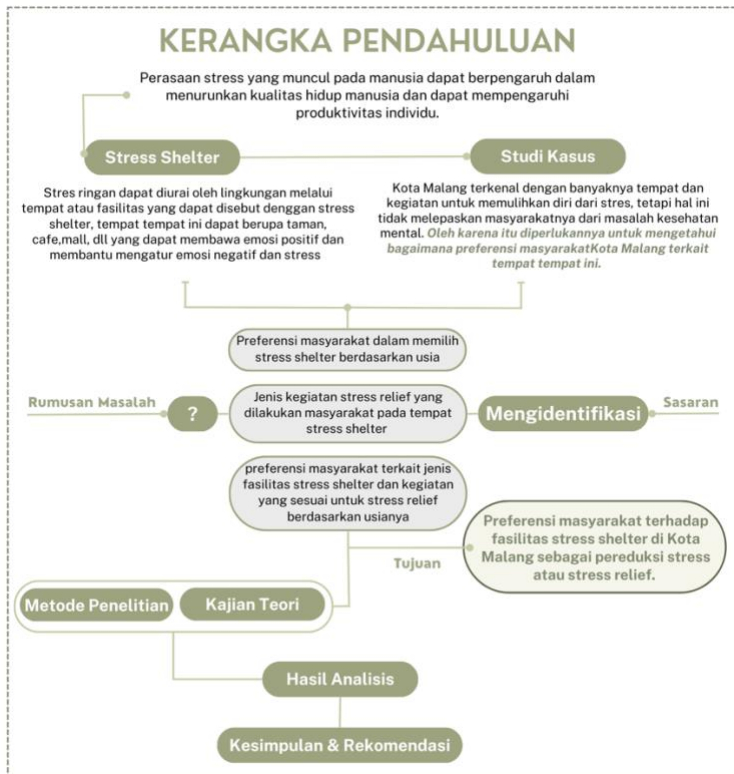 KERANGKA PENDAHULUAN
Perasaan stress yang muncul pada manusia dapat berpengaruh dalam
menurunkan kualitas hidup manusia dan dapat mempengaruhi
produktivitas individu.
Stress Shelter
Stres ringan dapat diurai oleh lingkungan melalui
tempat atau fasilitas yang dapat disebut denggan stress
shelter, tempat tempat ini dapat berupa taman,
cafe,mall, dll yang dapat membawa emosi positif dan
membantu mengatur emosi negatif dan stress
Studi Kasus
Kota Malang terkenal dengan banyaknya tempat dan
kegiatan untuk memulihkan diri dari stres, tetapi hal ini
tidak melepaskan masyarakatnya dari masalah kesehatan
mental. Oleh karena itu diperlukannya untuk mengetahui
bagaimana preferensi masyarakatKota Malang terkait
tempat tempat ini.
Preferensi masyarakat dalam memilih
stress shelter berdasarkan usia
Rumusan Masalah
?
Jenis kegiatan stress relief yang
dilakukan masyarakat pada tempat
stress shelter
Mengidentifikasi
Sasaran
preferensi masyarakat terkait jenis
fasilitas stress shelter dan kegiatan
yang sesuai untuk stress relief
berdasarkan usianya
Tujuan
Preferensi masyarakat terhadap
fasilitas stress shelter di Kota
Malang sebagai pereduksi stress
atau stress relief.
Metode Penelitian
Kajian Teori
Hasil Analisis
Kesimpulan & Rekomendasi